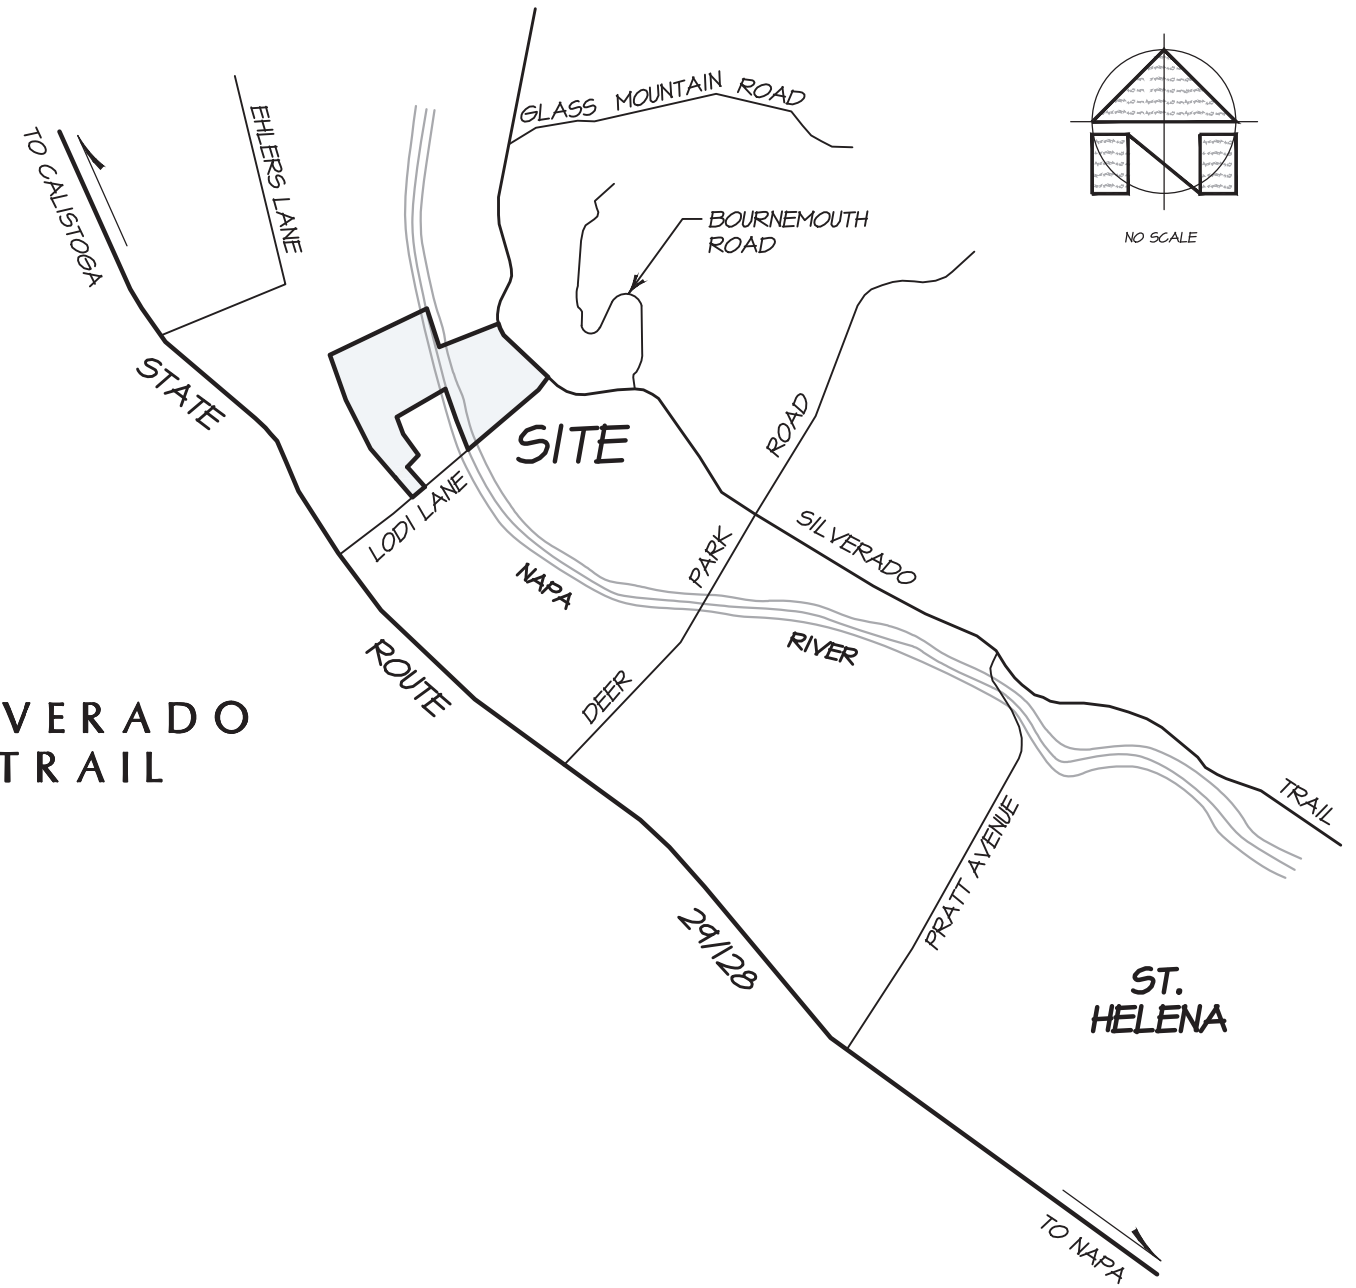 GLASS MOUNTAIN ROAD
EHLERS LANE
TO CALISTOGA
BOURNEMOUTH
ROAD
NO SCALE
STATE
SITE
LODI LANE
ROAD
PARK
DEER
SILVERADO
NAPA
RIVER
ROUTE
VERADO
TRAIL
TRAIL
PRATT AVENUE
29/128
ST.
HELENA
TO NAPA